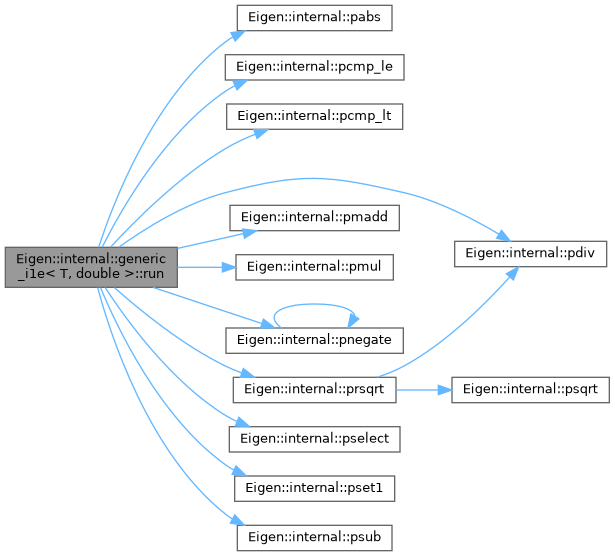 Eigen::internal::pabs
Eigen::internal::pcmp_le
Eigen::internal::pcmp_lt
Eigen::internal::pmadd
Eigen::internal::generic
_i1e< T, double >::run
Eigen::internal::pdiv
Eigen::internal::pmul
Eigen::internal::pnegate
Eigen::internal::prsqrt
Eigen::internal::psqrt
Eigen::internal::pselect
Eigen::internal::pset1
Eigen::internal::psub